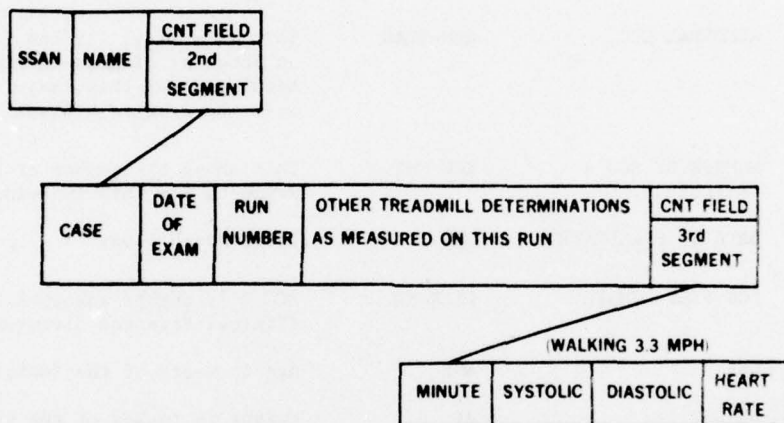 SSAN NAME CNT FIELD
2nd
SEGMENT
CASE DATE
OF
EXAM RUN
NUMBER OTHER TREADMILL DETERMINATIONS
AS MEASURED ON THIS RUN CNT FIELD
3rd
SEGMENT
(WALKING 3.3 MPH)
MINUTE SYSTOLIC DIASTOLIC HEART
RATE